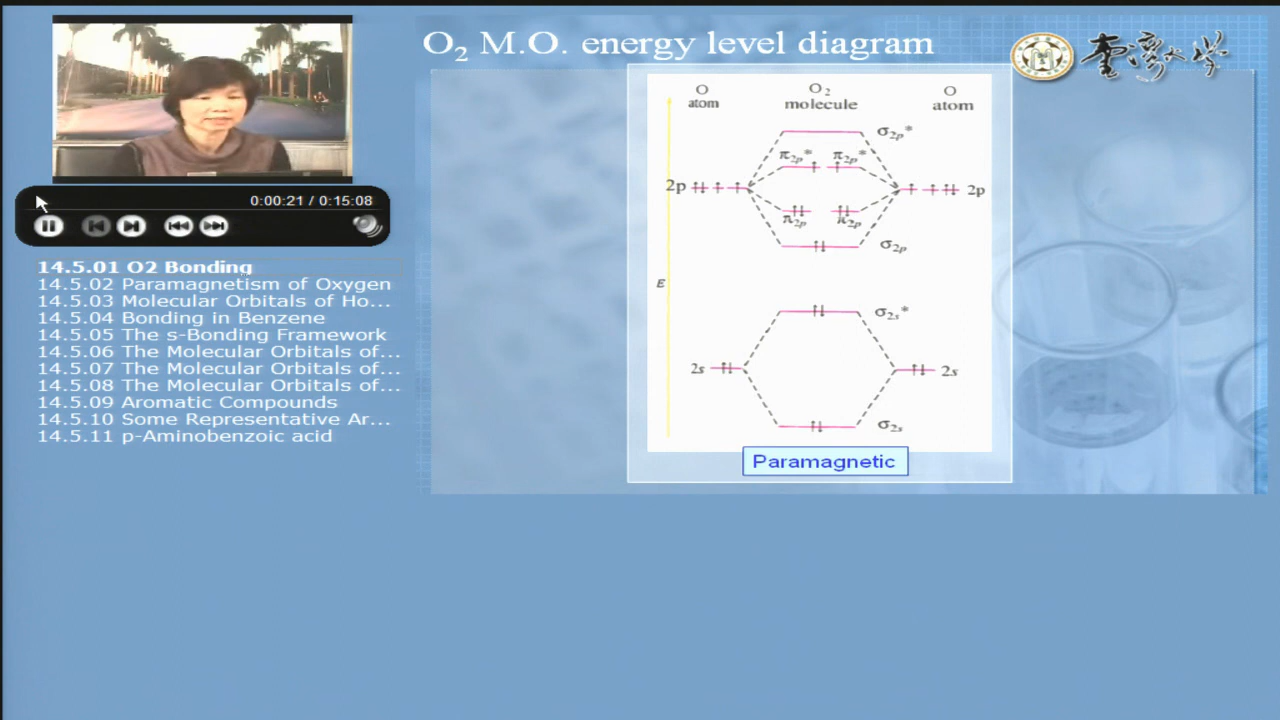 O₂ M.O. energy level diagram
臺灣大學
O atom
O₂ molecule
O atom
σ₂ₚ*
π₂ₚ* π₂ₚ*
2p
2p
π₂ₚ π₂ₚ
σ₂ₚ
E
σ₂ₛ*
2s
2s
σ₂ₛ
Paramagnetic
0:00:21 / 0:15:08
14.5.01 O2 Bonding
14.5.02 Paramagnetism of Oxygen
14.5.03 Molecular Orbitals of Ho...
14.5.04 Bonding in Benzene
14.5.05 The s-Bonding Framework
14.5.06 The Molecular Orbitals of...
14.5.07 The Molecular Orbitals of...
14.5.08 The Molecular Orbitals of...
14.5.09 Aromatic Compounds
14.5.10 Some Representative Ar...
14.5.11 p-Aminobenzoic acid